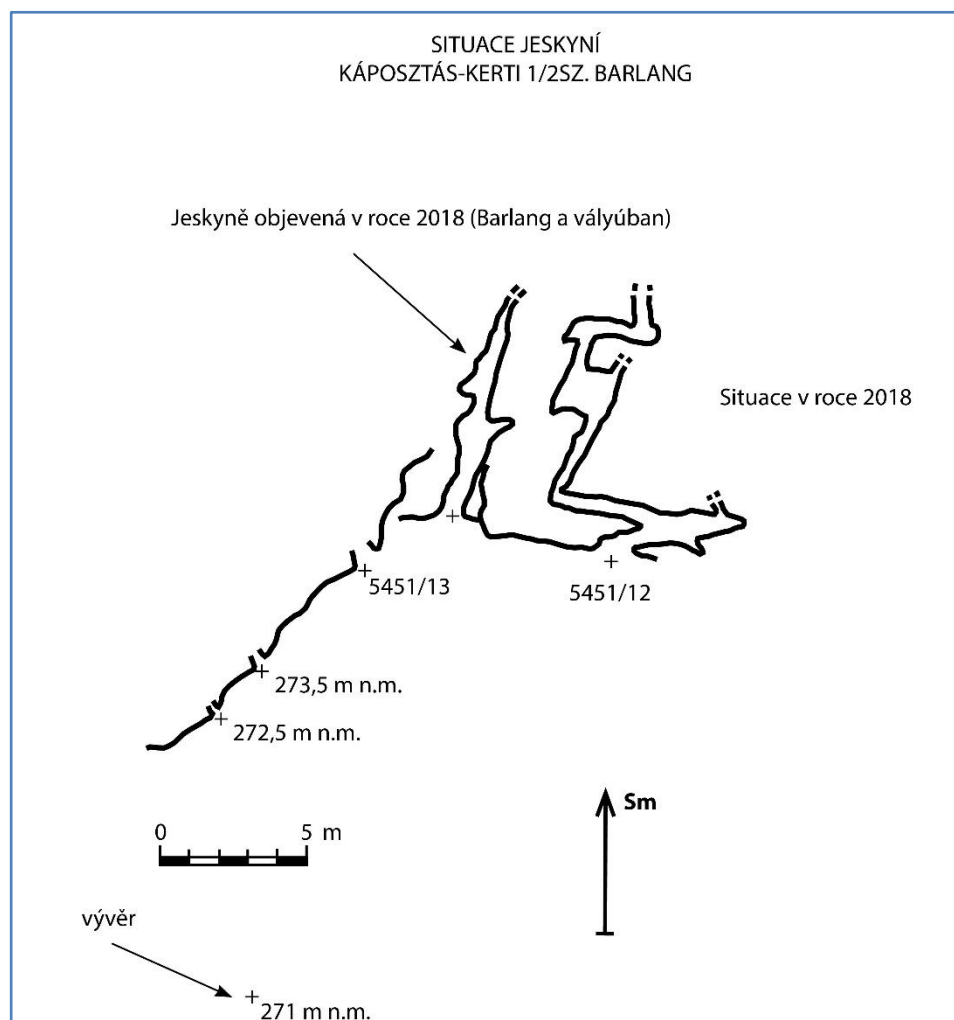 SITUACE JESKYNÍ
KÁPOSZTÁS-KERTI 1/2SZ. BARLANG
Jeskyně objevená v roce 2018 (Barlang a vályúban)
Situace v roce 2018
5451/13
5451/12
273,5 m n.m.
272,5 m n.m.
0 5 m
Sm
vývěr
271 m n.m.